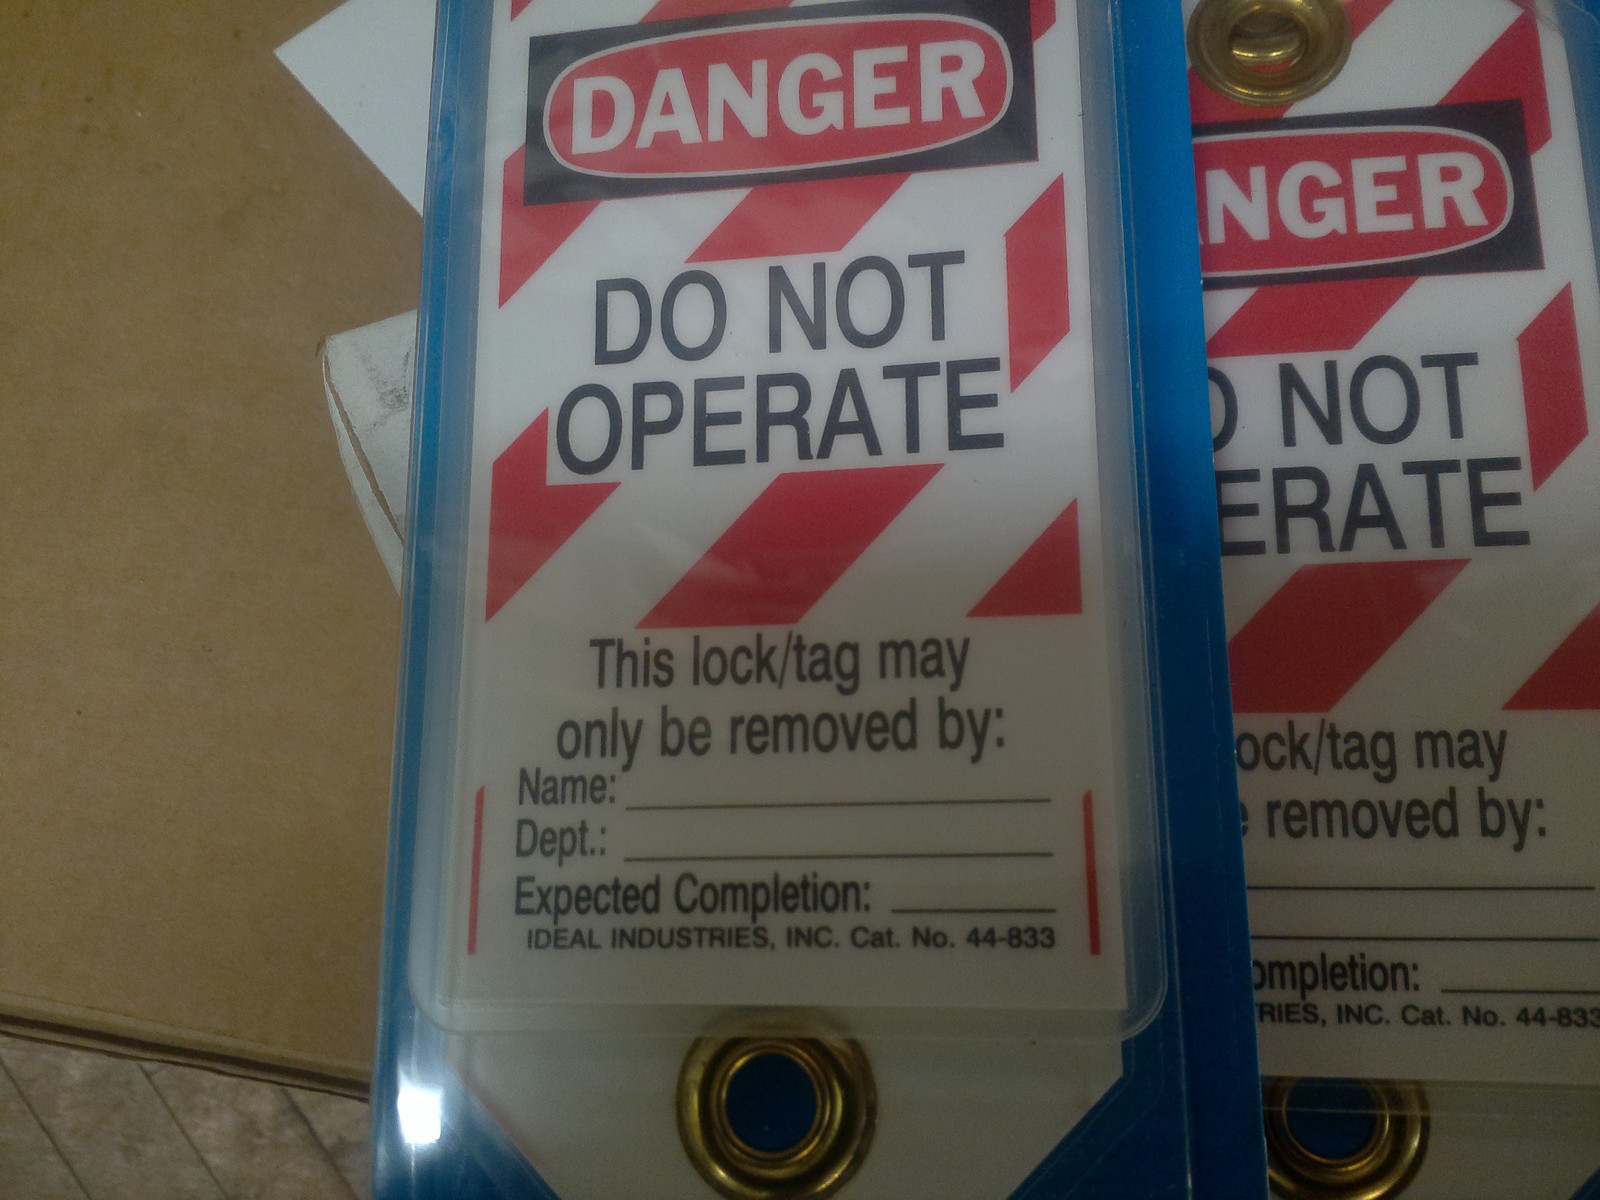 DANGER
DO NOT
OPERATE
This lock/tag may
only be removed by:
Name:
Dept.:
Expected Completion:
IDEAL INDUSTRIES, INC. Cat. No. 44-833
NGER
O NOT
ERATE
ock/tag may
e removed by:
ompletion:
RIES, INC. Cat. No. 44-833